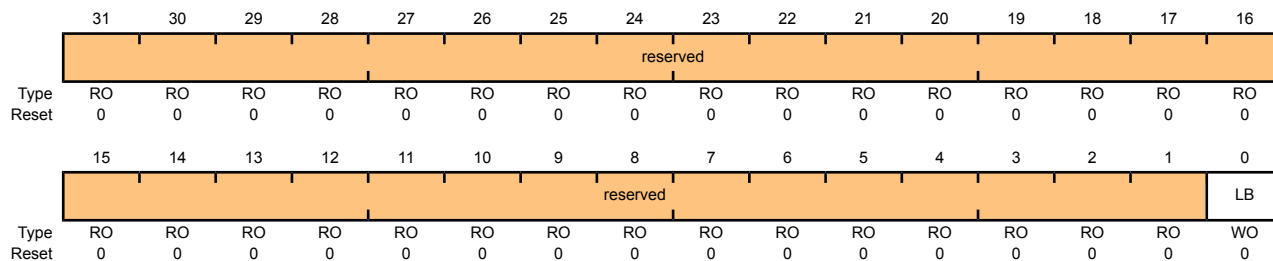 31 30 29 28 27 26 25 24 23 22 21 20 19 18 17 16
reserved
Type RO RO RO RO RO RO RO RO RO RO RO RO RO RO RO RO
Reset 0 0 0 0 0 0 0 0 0 0 0 0 0 0 0 0
15 14 13 12 11 10 9 8 7 6 5 4 3 2 1 0
reserved LB
Type RO RO RO RO RO RO RO RO RO RO RO RO RO RO RO WO
Reset 0 0 0 0 0 0 0 0 0 0 0 0 0 0 0 0